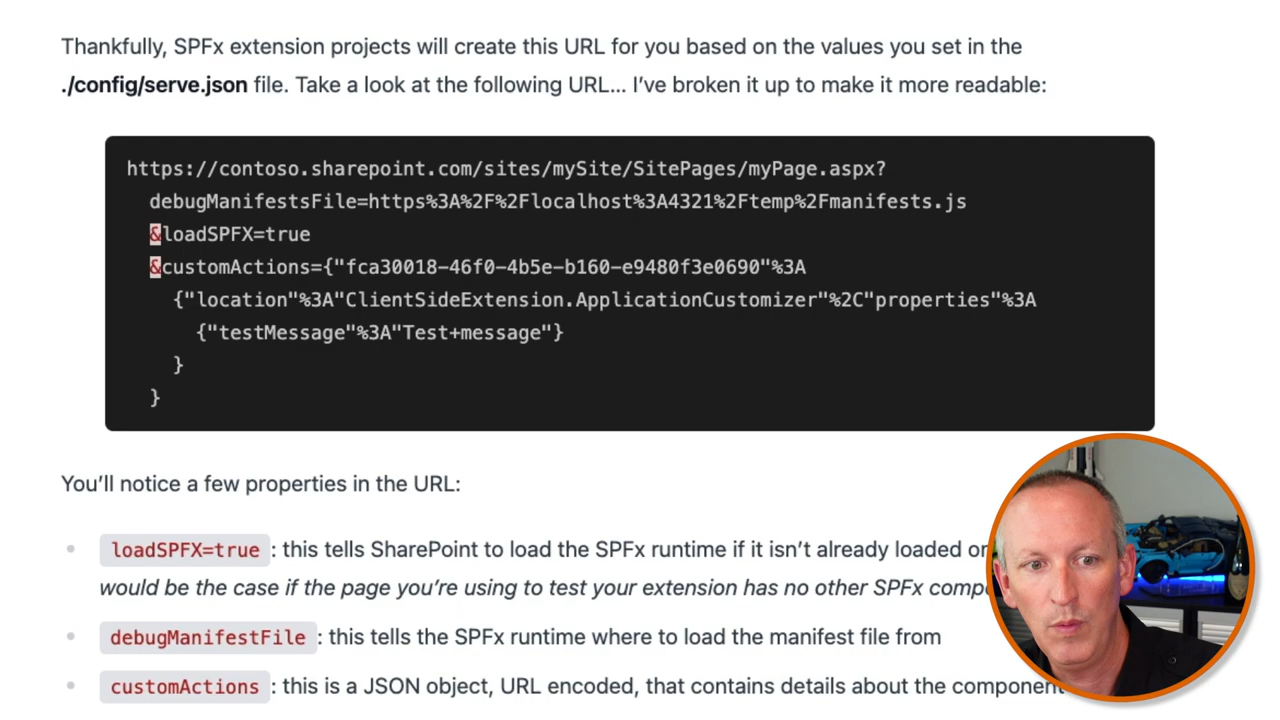 Thankfully, SPFx extension projects will create this URL for you based on the values you set in the
./config/serve.json file. Take a look at the following URL… I’ve broken it up to make it more readable:
https://contoso.sharepoint.com/sites/mySite/SitePages/myPage.aspx?
debugManifestsFile=https%3A%2F%2Flocalhost%3A4321%2Ftemp%2Fmanifests.js
&loadSPFX=true
&customActions={"fca30018-46f0-4b5e-b160-e9480f3e0690"%3A
{"location"%3A"ClientSideExtension.ApplicationCustomizer"%2C"properties"%3A
{"testMessage"%3A"Test+message"}
}
}
You’ll notice a few properties in the URL:
loadSPFX=true : this tells SharePoint to load the SPFx runtime if it isn’t already loaded
would be the case if the page you’re using to test your extension has no other SPFx
debugManifestFile : this tells the SPFx runtime where to load the manifest file from
customActions : this is a JSON object, URL encoded, that contains details about the component